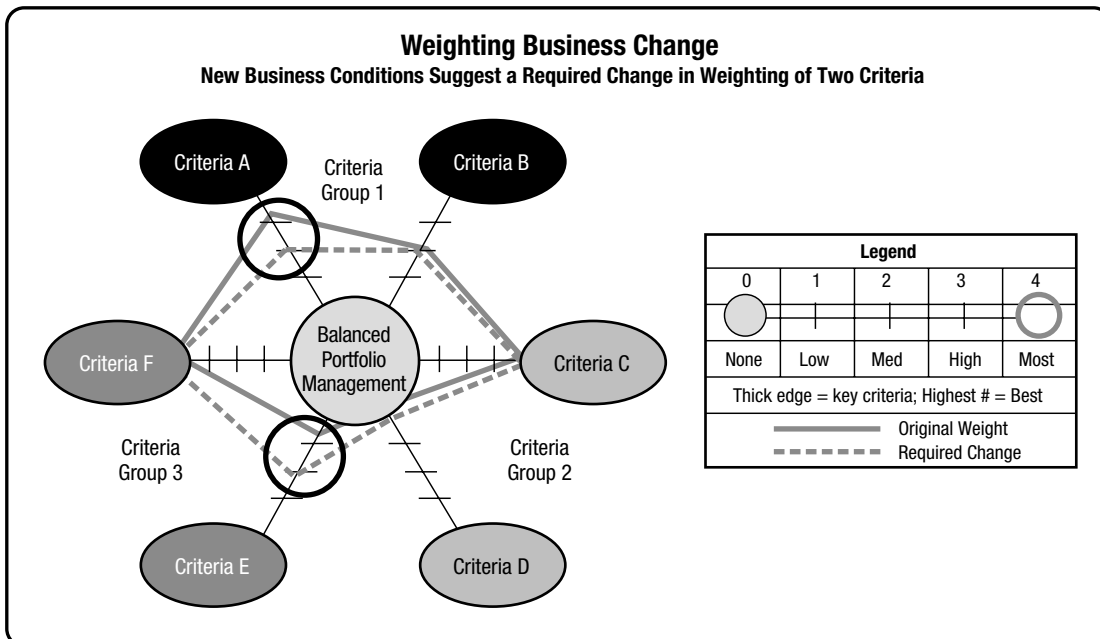 Weighting Business Change
New Business Conditions Suggest a Required Change in Weighting of Two Criteria
Criteria A
Criteria
Group 1
Criteria B
Criteria F
Balanced
Portfolio
Management
Criteria C
Criteria
Group 3
Criteria
Group 2
Criteria E
Criteria D
Legend
0 1 2 3 4
None Low Med High Most
Thick edge = key criteria; Highest # = Best
Original Weight
Required Change